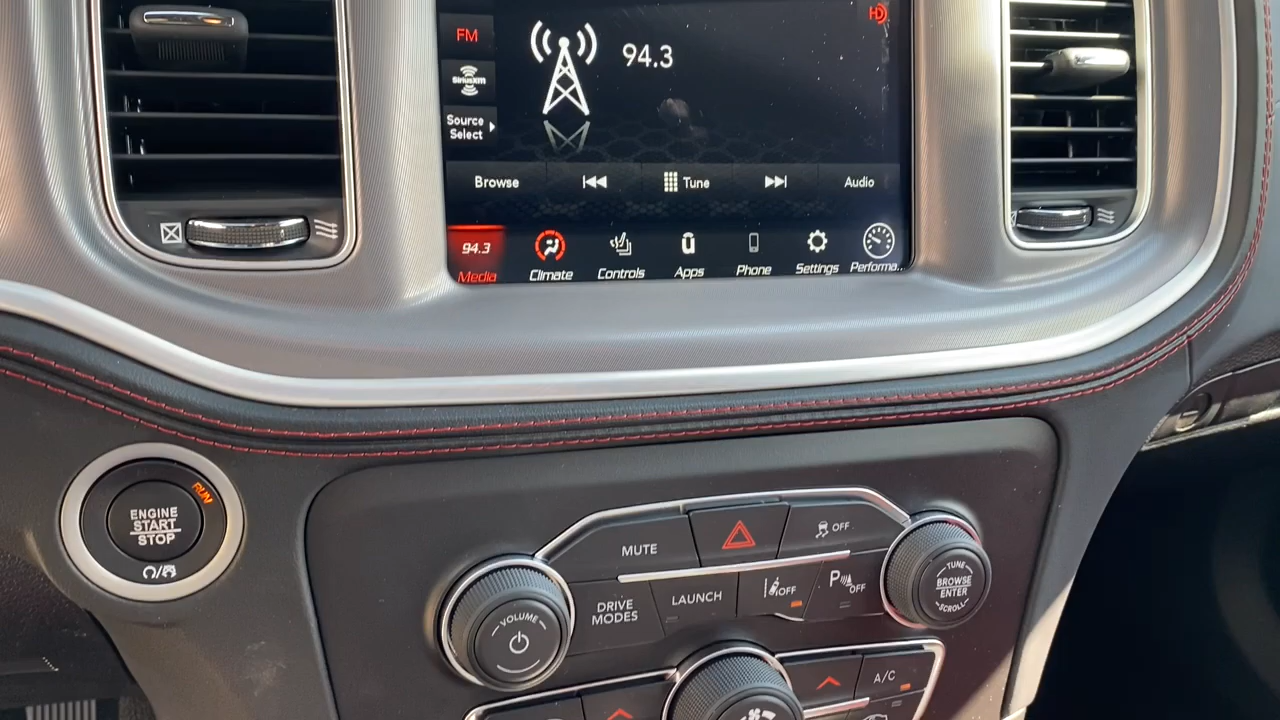 FM
HD
94.3
SiriusXM
Source
Select
Browse
Tune
Audio
94.3
Media
Climate
Controls
Apps
Phone
Settings
Performa...
RUN
ENGINE
START
STOP
MUTE
OFF
DRIVE
MODES
LAUNCH
OFF
P OFF
VOLUME
TUNE
BROWSE
ENTER
SCROLL
A/C